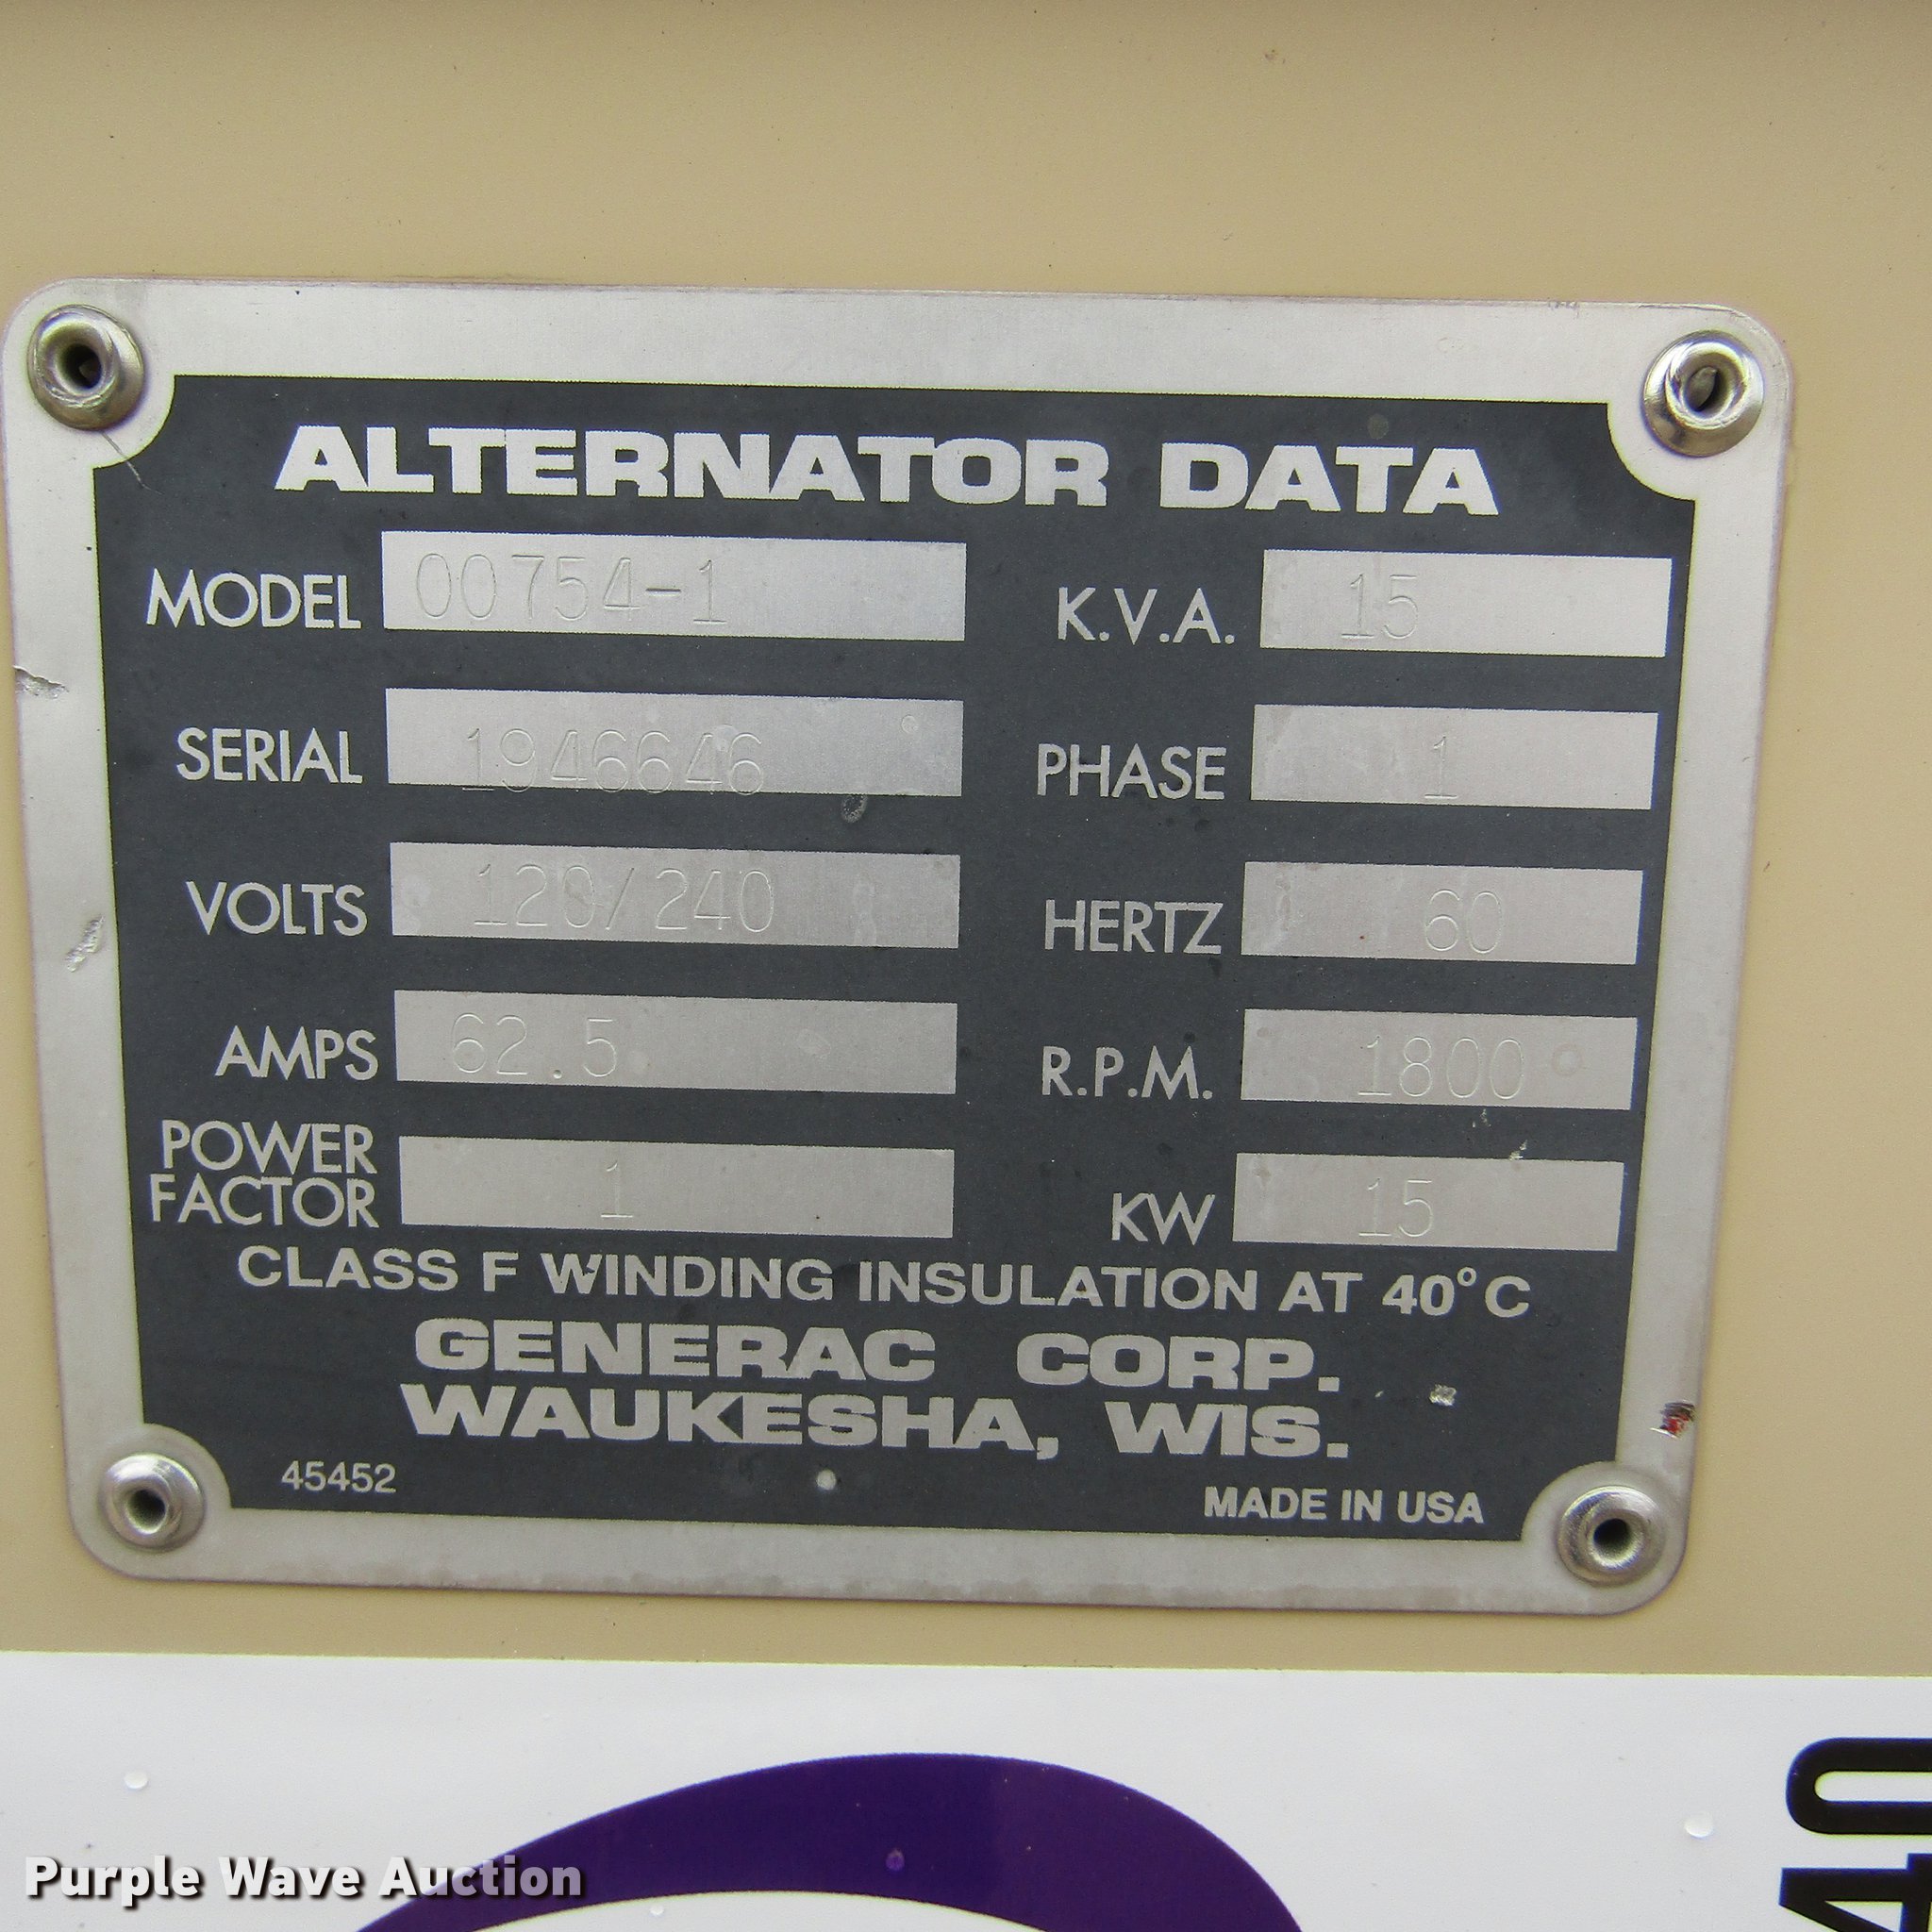 ALTERNATOR DATA
MODEL 00754-1 K.V.A. 15
SERIAL 1946646 PHASE 1
VOLTS 120/240 HERTZ 60
AMPS 62.5 R.P.M. 1800
POWER FACTOR 1 KW 15
CLASS F WINDING INSULATION AT 40°C
GENERAC CORP.
WAUKESHA, WIS.
45452 MADE IN USA
40
Purple Wave Auction